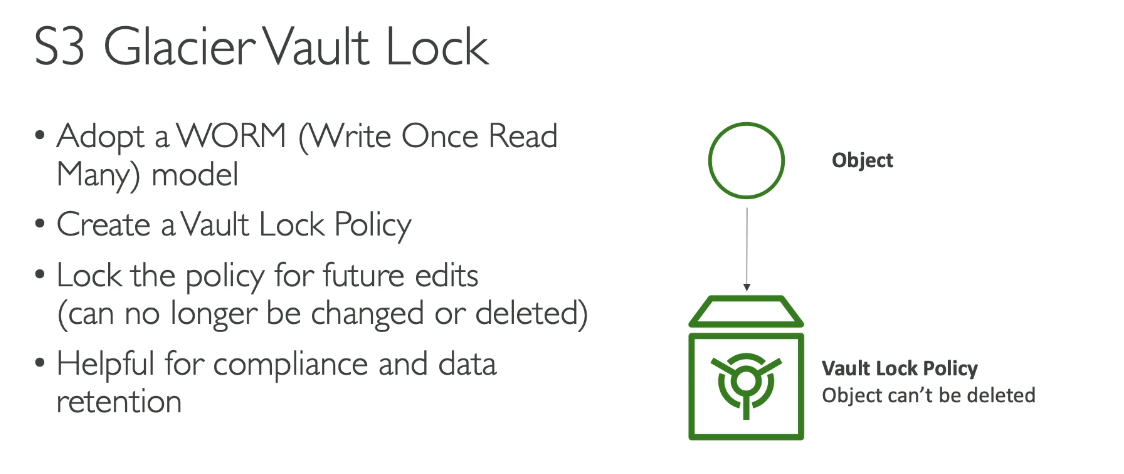 S3 Glacier Vault Lock
• Adopt a WORM (Write Once Read
Many) model
• Create a Vault Lock Policy
• Lock the policy for future edits
(can no longer be changed or deleted)
• Helpful for compliance and data
retention
Object
Vault Lock Policy
Object can't be deleted